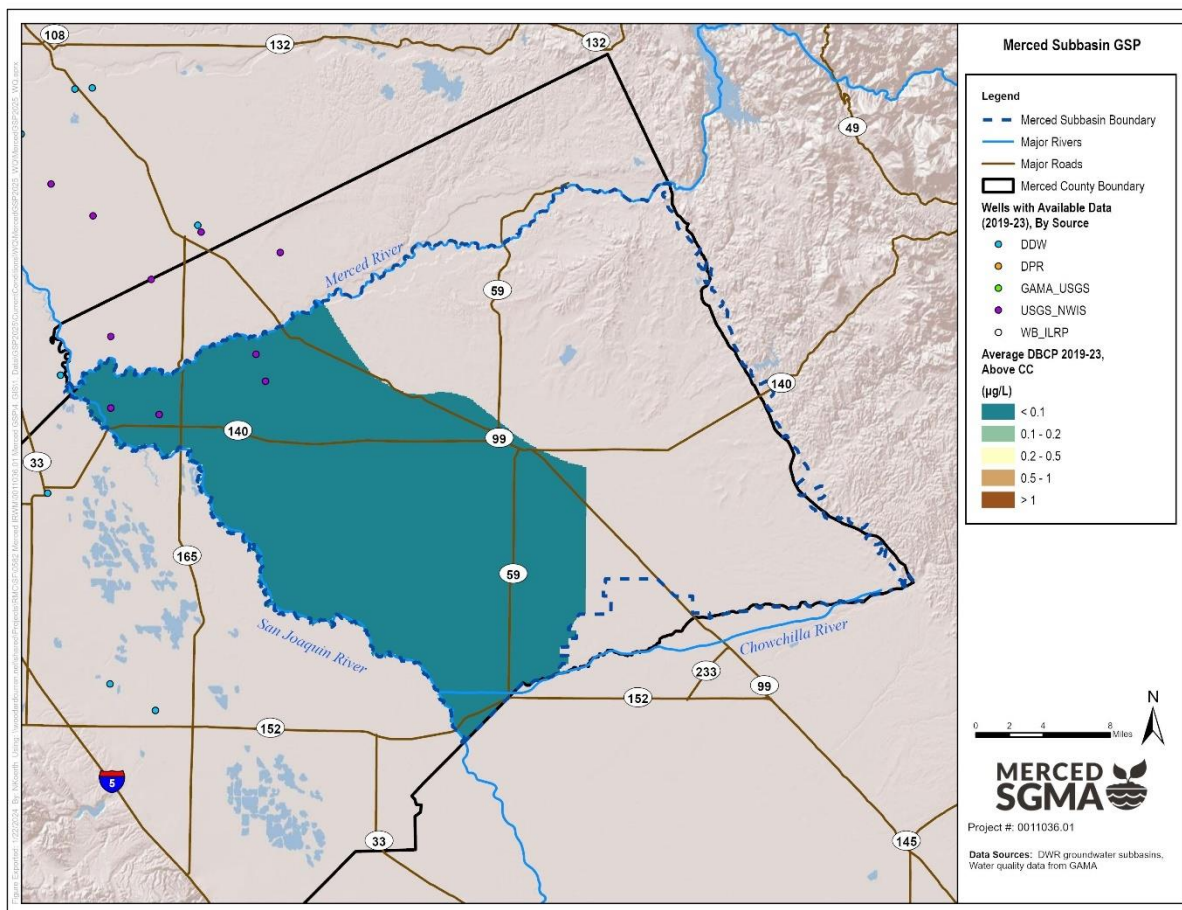 108
132
132
49
Merced River
59
140
140
99
33
165
59
San Joaquin River
Chowchilla River
233
99
152
152
5
33
145
Merced Subbasin GSP
Legend
Merced Subbasin Boundary
Major Rivers
Major Roads
Merced County Boundary
Wells with Available Data
(2019-23), By Source
DDW
DPR
GAMA_USGS
USGS_NWIS
WB_ILRP
Average DBCP 2019-23,
Above CC
(µg/L)
< 0.1
0.1 - 0.2
0.2 - 0.5
0.5 - 1
> 1
N
0 2 4 8
Miles
MERCED
SGMA
Project #: 0011036.01
Data Sources: DWR groundwater subbasins,
Water quality data from GAMA